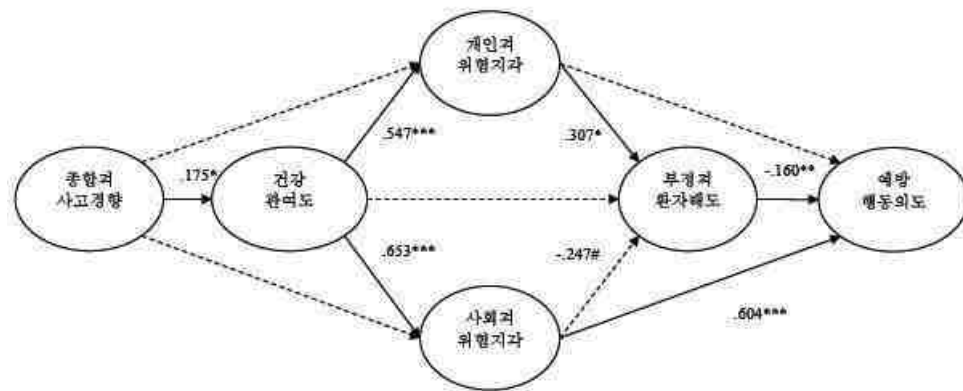 개인적
위험지각
.547***
.307*
종합적
사고경향
.175*
건강
관여도
부정적
환자태도
-.160**
예방
행동의도
.653***
-.247#
사회적
위험지각
.604***